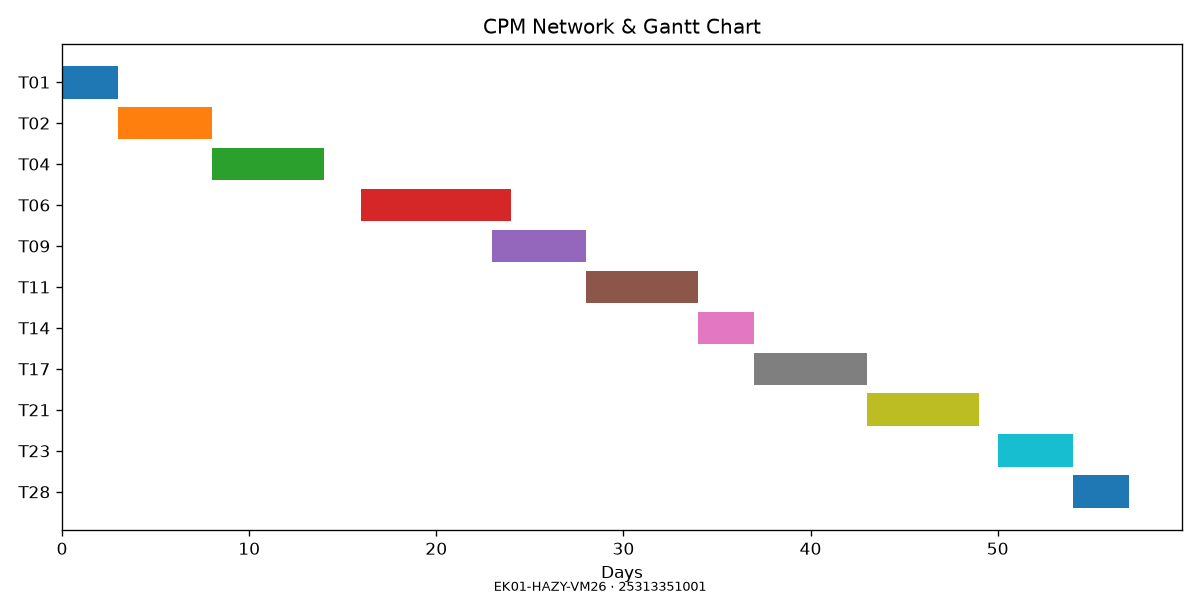 CPM Network & Gantt Chart
T01
T02
T04
T06
T09
T11
T14
T17
T21
T23
T28
0 10 20 30 40 50
Days
EK01-HAZY-VM26 · 25313351001